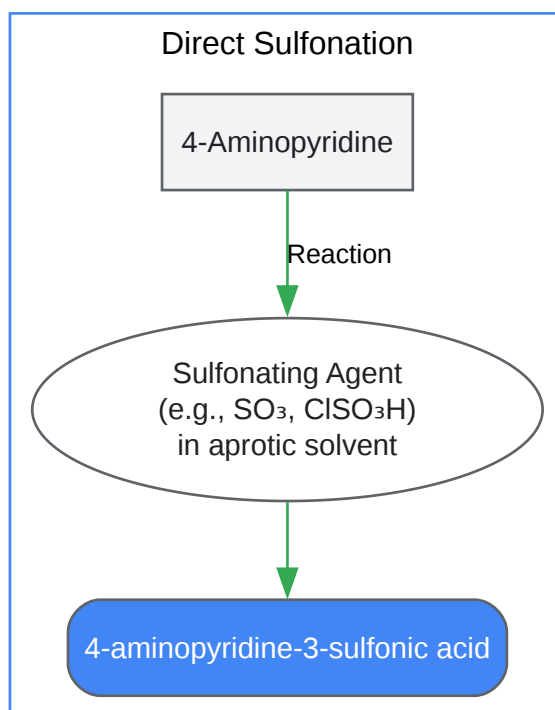 Direct Sulfonation
4-Aminopyridine
Reaction
Sulfonating Agent
(e.g., SO₃, ClSO₃H)
in aprotic solvent
4-aminopyridine-3-sulfonic acid